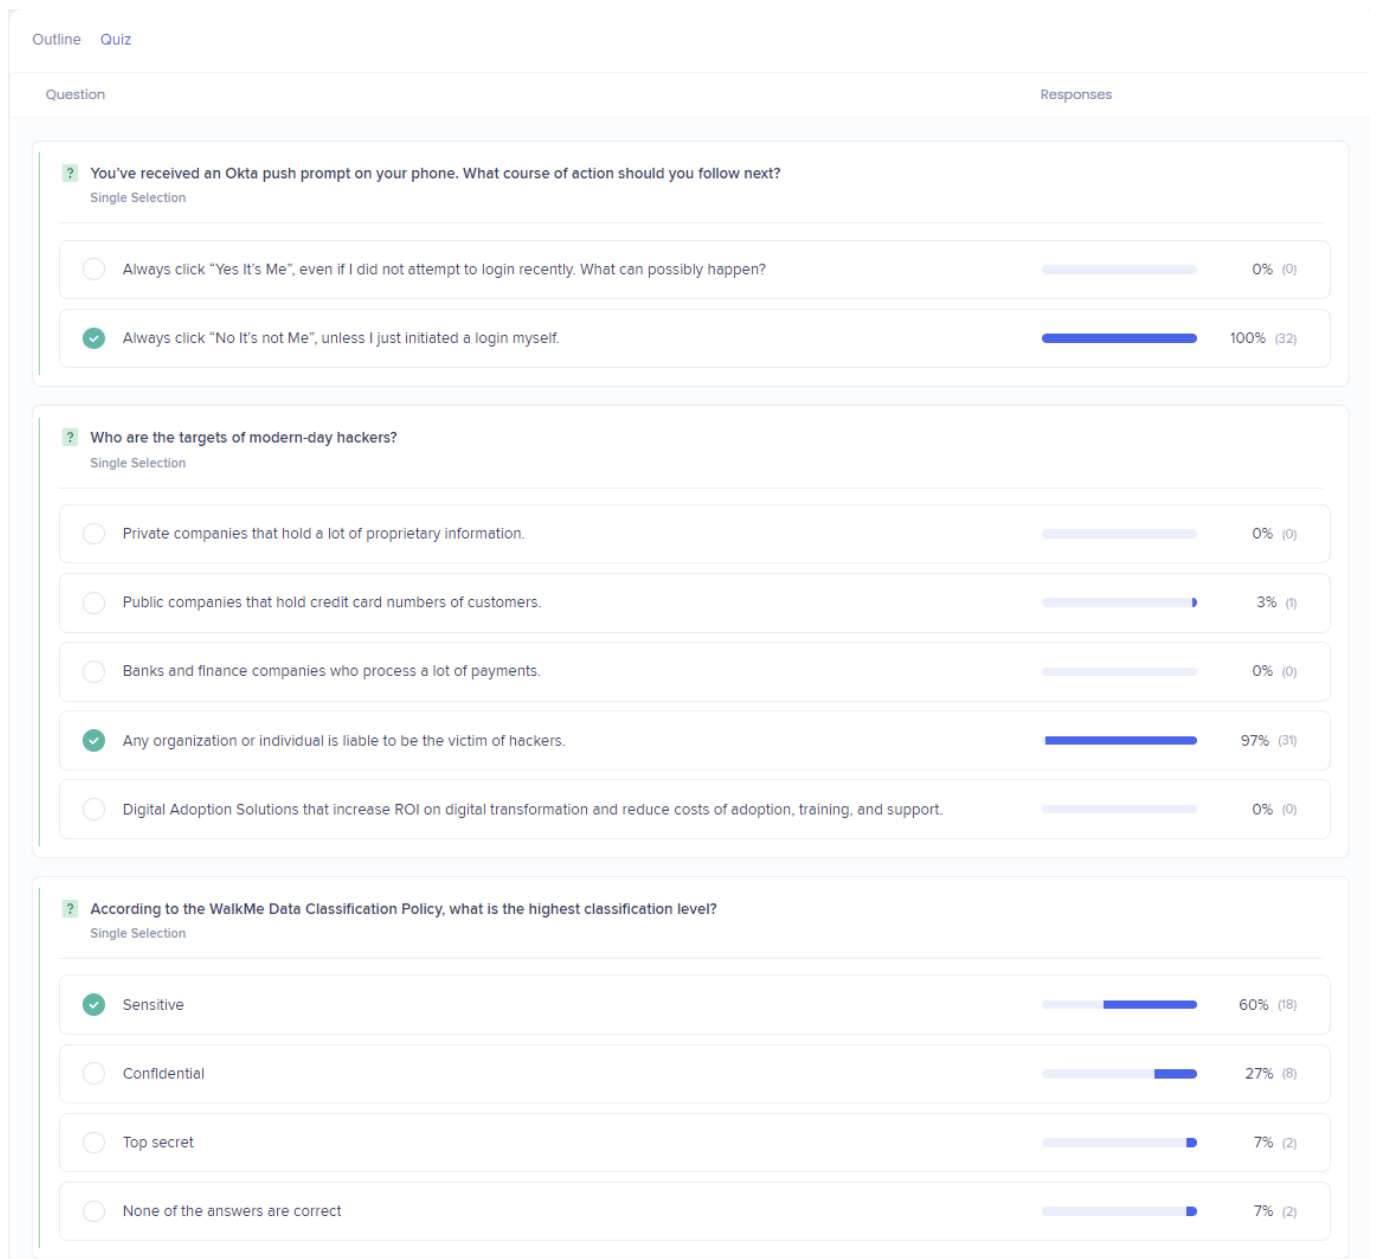 Outline Quiz
Question Responses
? You've received an Okta push prompt on your phone. What course of action should you follow next?
Single Selection
Always click “Yes It's Me”, even if I did not attempt to login recently. What can possibly happen? 0% (0)
Always click “No It's not Me”, unless I just initiated a login myself. 100% (32)
? Who are the targets of modern-day hackers?
Single Selection
Private companies that hold a lot of proprietary information. 0% (0)
Public companies that hold credit card numbers of customers. 3% (1)
Banks and finance companies who process a lot of payments. 0% (0)
Any organization or individual is liable to be the victim of hackers. 97% (31)
Digital Adoption Solutions that increase ROI on digital transformation and reduce costs of adoption, training, and support. 0% (0)
? According to the WalkMe Data Classification Policy, what is the highest classification level?
Single Selection
Sensitive 60% (18)
Confidential 27% (8)
Top secret 7% (2)
None of the answers are correct 7% (2)